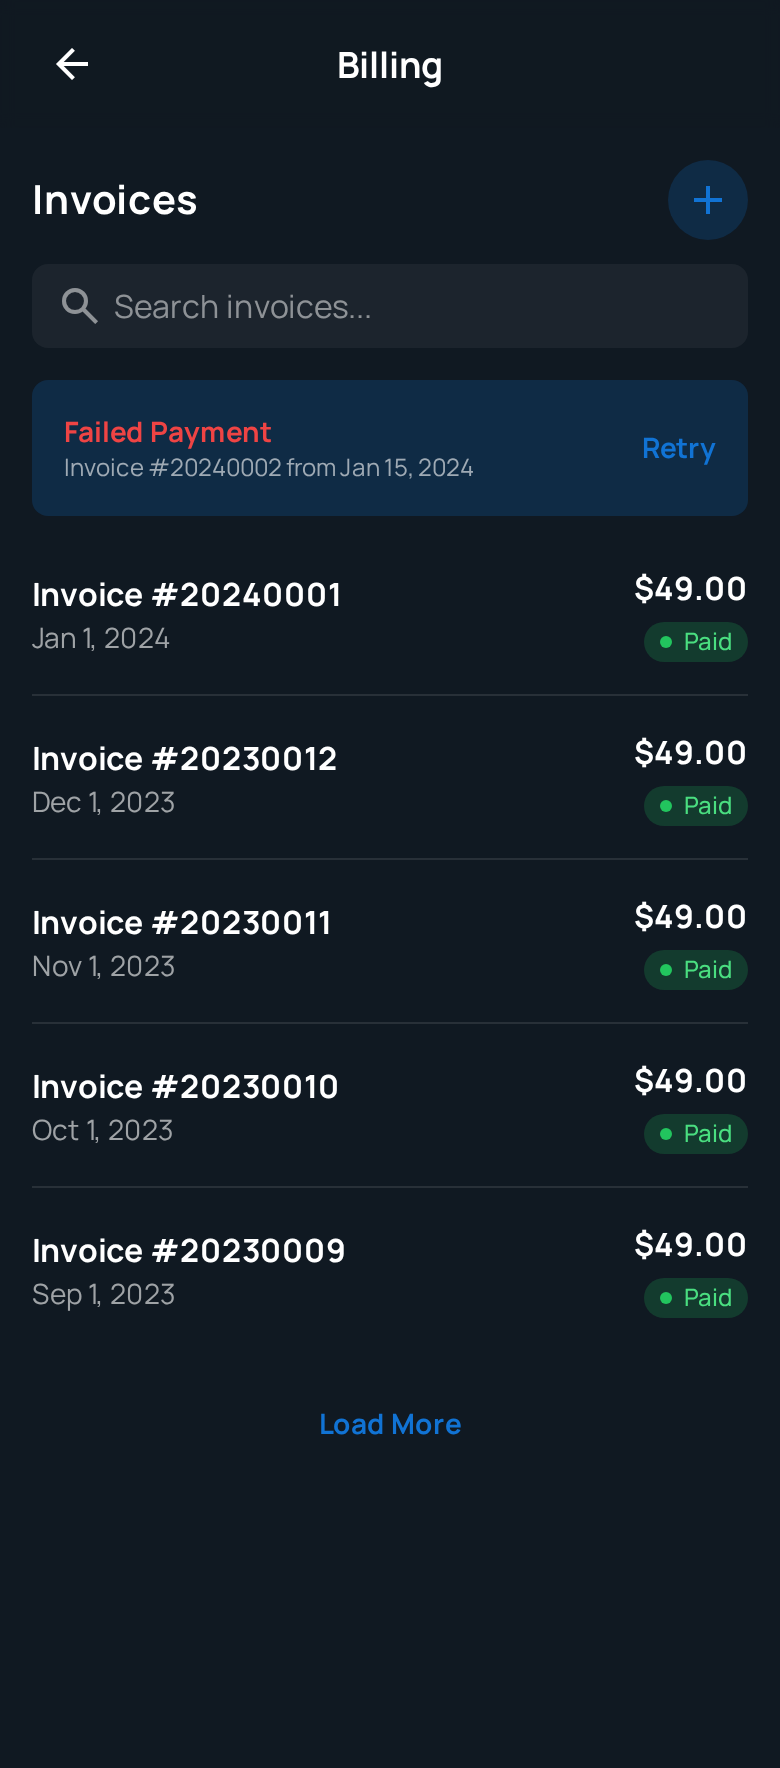 Billing
Invoices
Search invoices...
Failed Payment
Invoice #20240002 from Jan 15, 2024
Retry
Invoice #20240001
$49.00
Jan 1, 2024
Paid
Invoice #20230012
$49.00
Dec 1, 2023
Paid
Invoice #20230011
$49.00
Nov 1, 2023
Paid
Invoice #20230010
$49.00
Oct 1, 2023
Paid
Invoice #20230009
$49.00
Sep 1, 2023
Paid
Load More